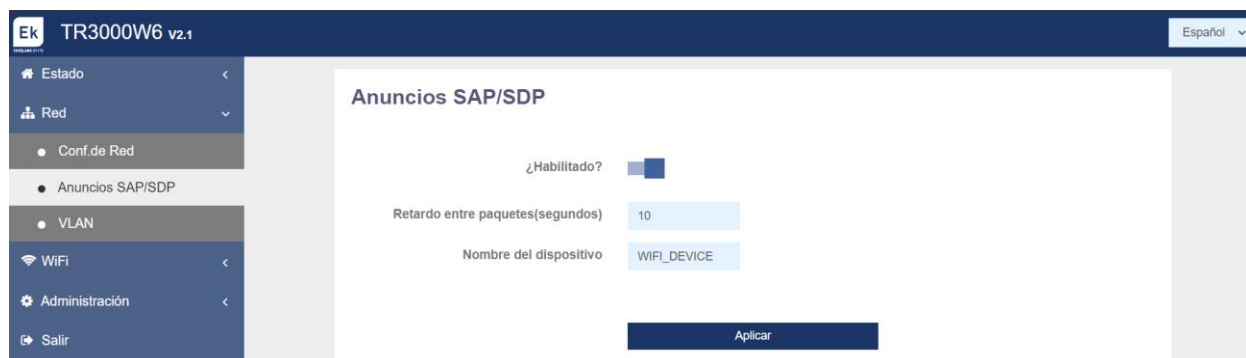 Ek
TR3000W6 V2.1
Español
Estado
Red
Conf.de Red
Anuncios SAP/SDP
VLAN
WiFi
Administración
Salir
Anuncios SAP/SDP
¿Habilitado?
Retardo entre paquetes(segundos) 10
Nombre del dispositivo WIFI_DEVICE
Aplicar